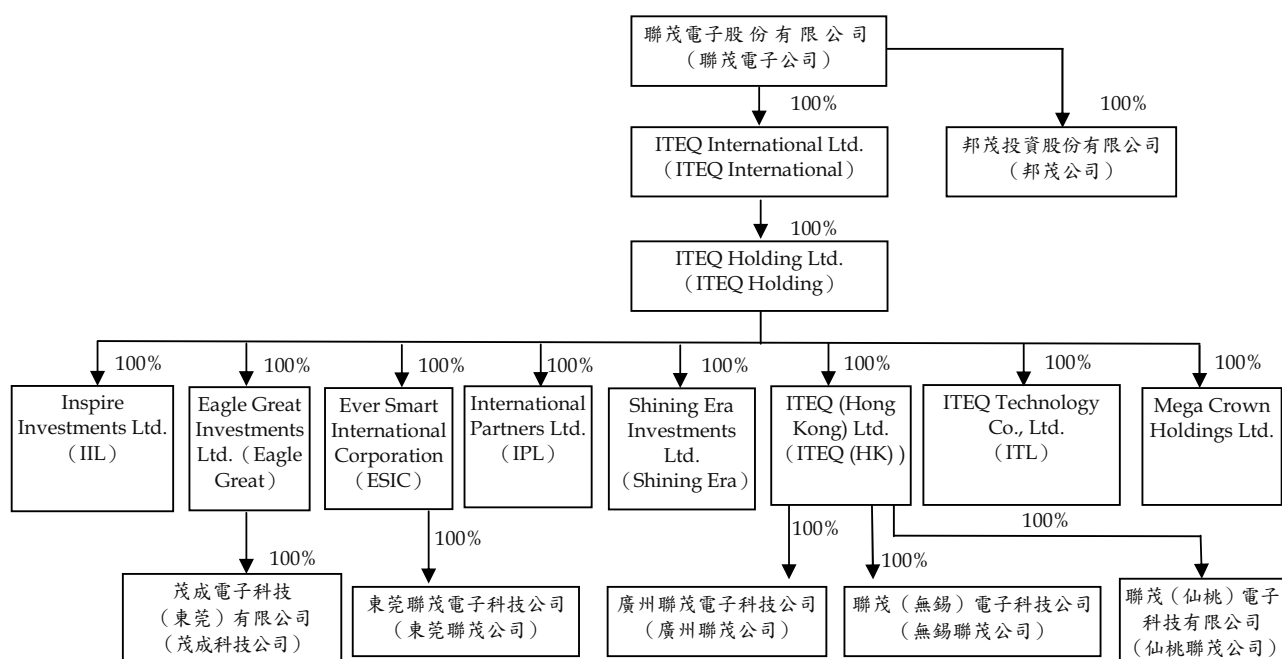 聯茂電子股份有限公司
（聯茂電子公司）
100%
100%
ITEQ International Ltd.
（ITEQ International）
邦茂投資股份有限公司
（邦茂公司）
100%
ITEQ Holding Ltd.
（ITEQ Holding）
100%
100%
100%
100%
100%
100%
100%
100%
Inspire
Investments Ltd.
（IIL）
Eagle Great
Investments
Ltd.（Eagle
Great）
Ever Smart
International
Corporation
（ESIC）
International
Partners Ltd.
（IPL）
Shining Era
Investments
Ltd.
（Shining Era）
ITEQ (Hong
Kong) Ltd.
（ITEQ (HK)）
ITEQ Technology
Co., Ltd.
（ITL）
Mega Crown
Holdings Ltd.
100%
100%
100%
100%
100%
茂成電子科技
（東莞）有限公司
（茂成科技公司）
東莞聯茂電子科技公司
（東莞聯茂公司）
廣州聯茂電子科技公司
（廣州聯茂公司）
聯茂（無錫）電子科技公司
（無錫聯茂公司）
聯茂（仙桃）電子
科技有限公司
（仙桃聯茂公司）